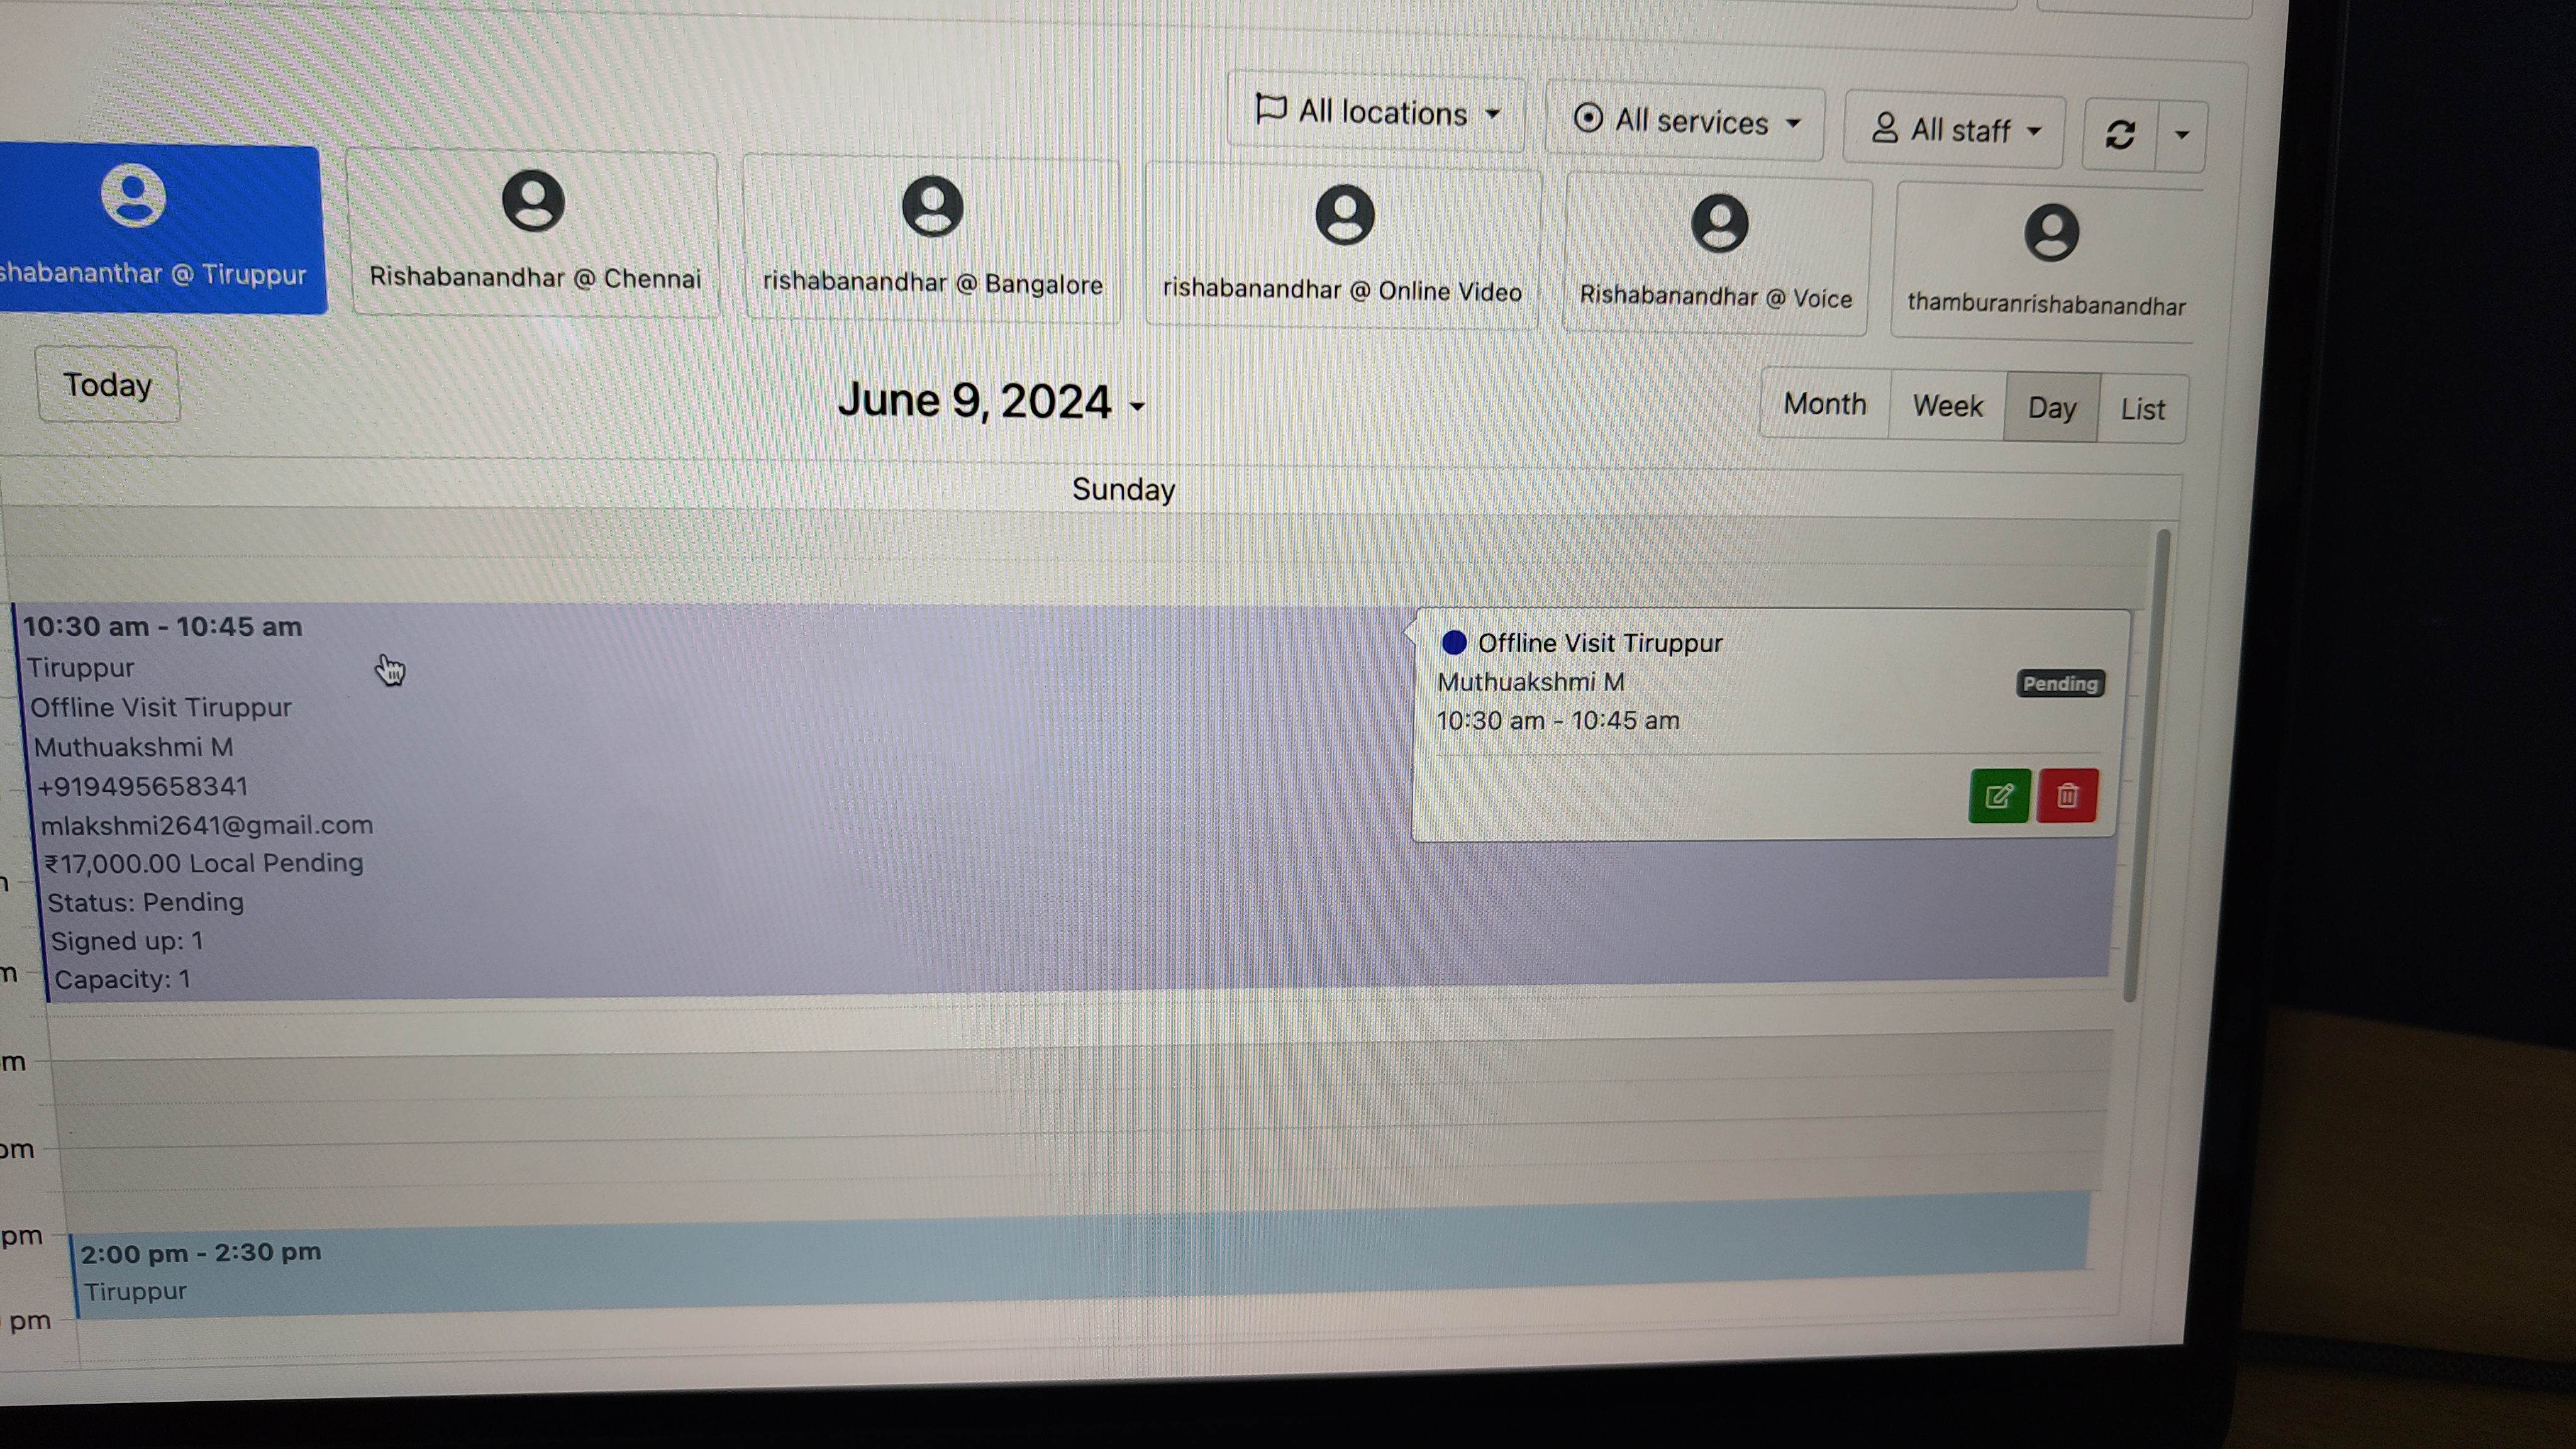 All locations
All services
All staff
shabananthar @ Tiruppur
Rishabanandhar @ Chennai
rishabanandhar @ Bangalore
rishabanandhar @ Online Video
Rishabanandhar @ Voice
thamburanrishabanandhar
Today
June 9, 2024
Month
Week
Day
List
Sunday
10:30 am - 10:45 am
Tiruppur
Offline Visit Tiruppur
Muthuakshmi M
+919495658341
mlakshmi2641@gmail.com
₹17,000.00 Local Pending
Status: Pending
Signed up: 1
Capacity: 1
Offline Visit Tiruppur
Muthuakshmi M
Pending
10:30 am - 10:45 am
m
pm
pm
2:00 pm - 2:30 pm
Tiruppur
pm